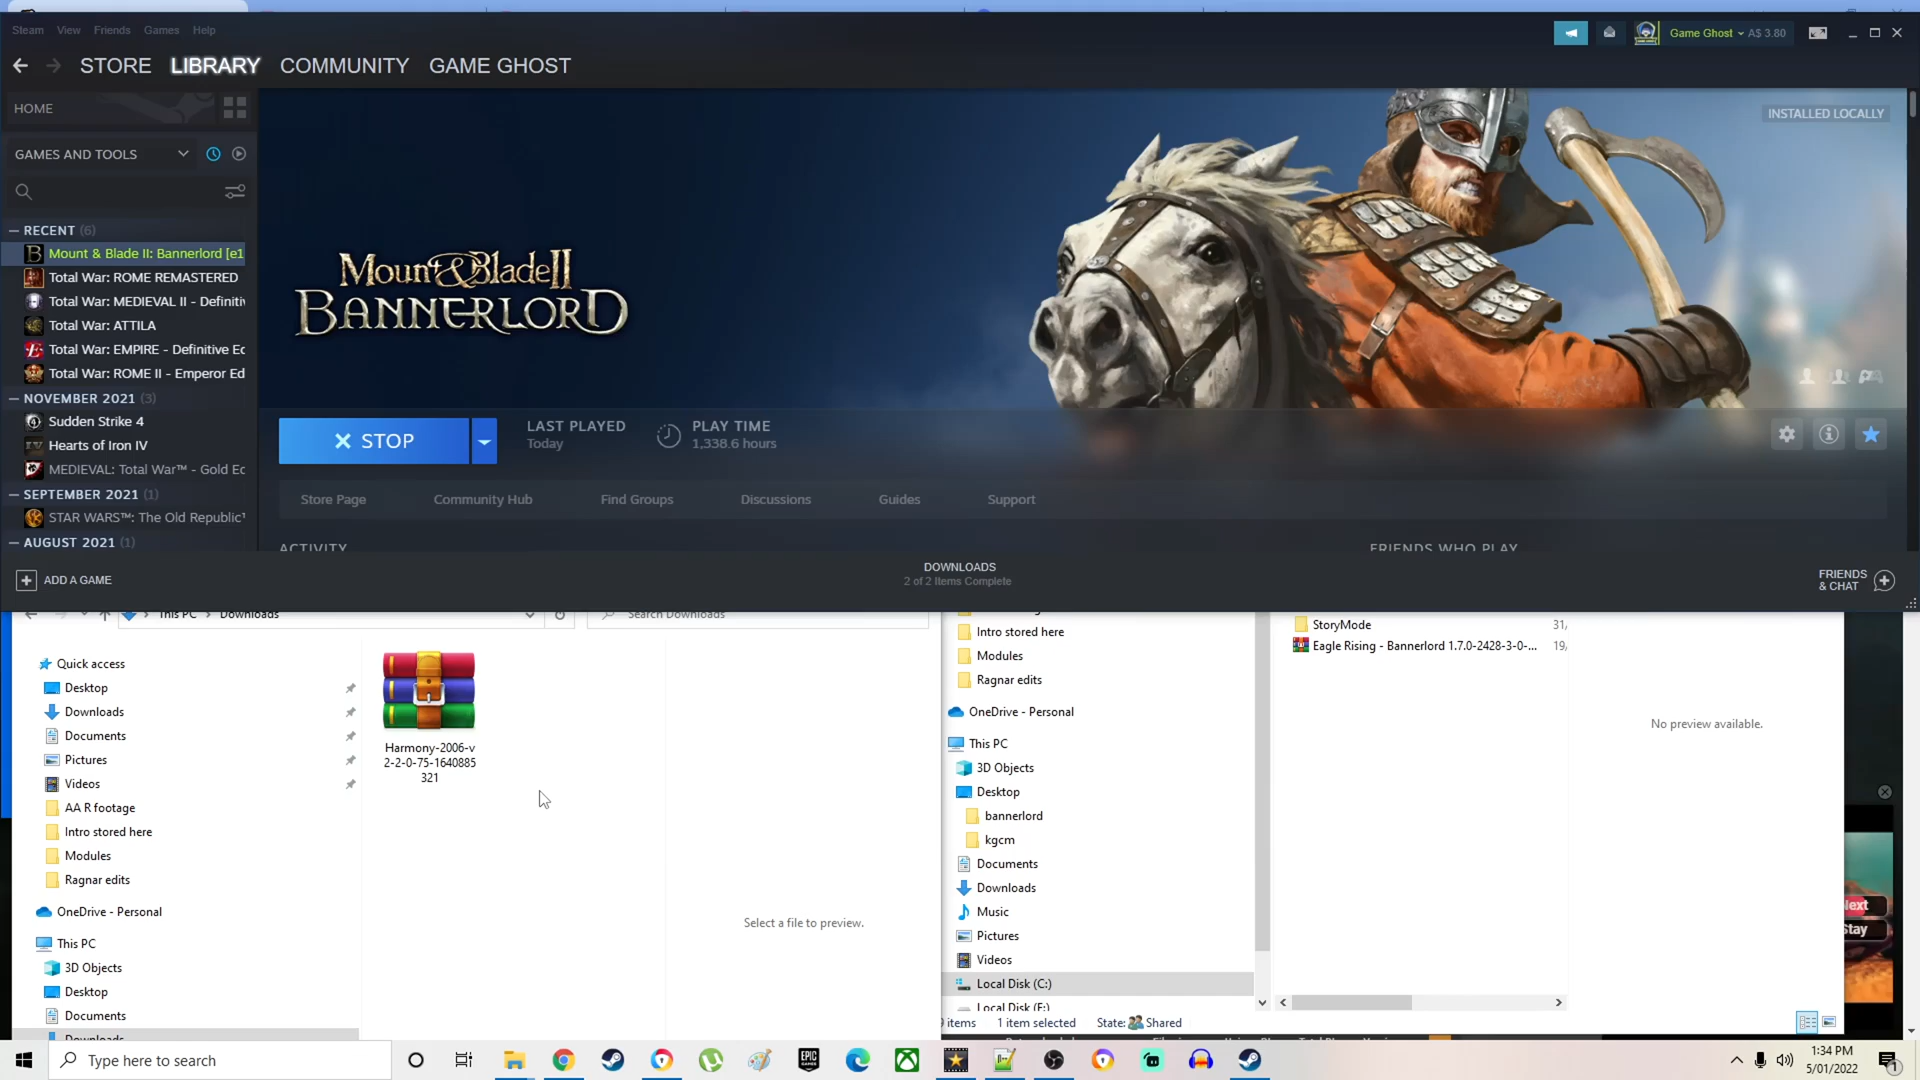 Steam View Friends Games Help
Game Ghost A$ 3.80
STORE LIBRARY COMMUNITY GAME GHOST
HOME
INSTALLED LOCALLY
GAMES AND TOOLS
RECENT (6)
Mount & Blade II: Bannerlord [e1
Total War: ROME REMASTERED
Total War: MEDIEVAL II - Definitiv
Total War: ATTILA
Total War: EMPIRE - Definitive Ec
Total War: ROME II - Emperor Ed
NOVEMBER 2021 (3)
Sudden Strike 4
Hearts of Iron IV
MEDIEVAL: Total War™ - Gold Ec
SEPTEMBER 2021 (1)
STAR WARS™: The Old Republic™
AUGUST 2021 (1)
Mount & Blade II
BANNERLORD
STOP
LAST PLAYED
Today
PLAY TIME
1,338.6 hours
Store Page Community Hub Find Groups Discussions Guides Support
ACTIVITY
FRIENDS WHO PLAY
ADD A GAME
DOWNLOADS
2 of 2 Items Complete
FRIENDS
& CHAT
This PC > Downloads
Search Downloads
Quick access
Desktop
Downloads
Documents
Pictures
Videos
AA R footage
Intro stored here
Modules
Ragnar edits
OneDrive - Personal
This PC
3D Objects
Desktop
Documents
Downloads
Harmony-2006-v
2-2-0-75-1640885
321
Select a file to preview.
Intro stored here
Modules
Ragnar edits
OneDrive - Personal
This PC
3D Objects
Desktop
bannerlord
kgcm
Documents
Downloads
Music
Pictures
Videos
Local Disk (C:)
Local Disk (F:)
items 1 item selected State: Shared
StoryMode 31,
Eagle Rising - Bannerlord 1.7.0-2428-3-0-... 19,
No preview available.
Next
Stay
Type here to search
1:34 PM
5/01/2022
1